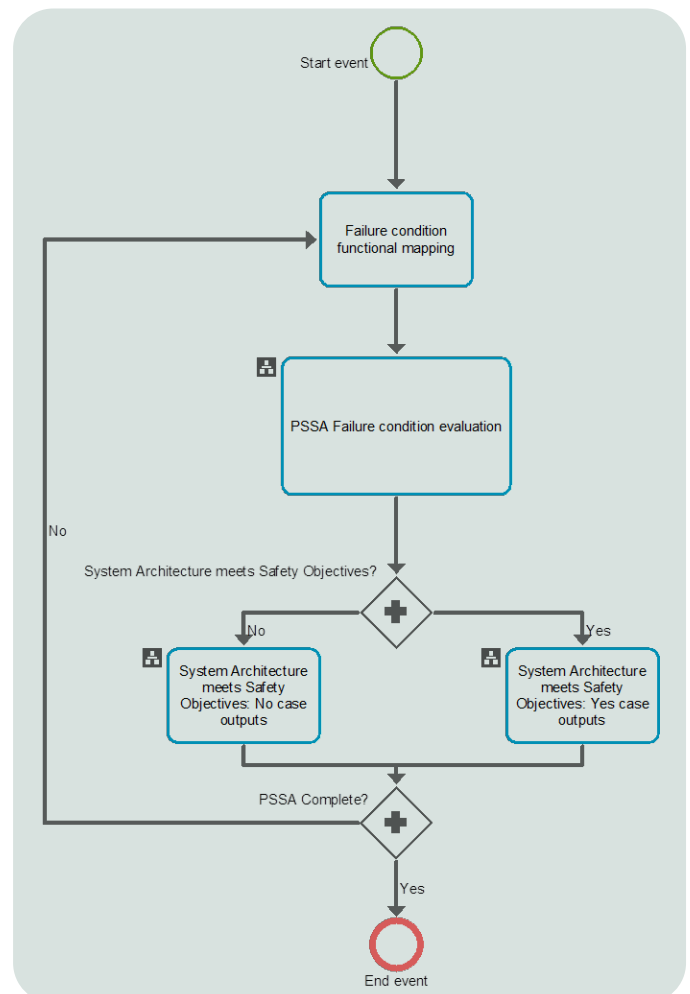 Start event
Failure condition
functional mapping
PSSA Failure condition evaluation
No
System Architecture meets Safety Objectives?
No
Yes
System Architecture
meets Safety
Objectives: No case
outputs
System Architecture
meets Safety
Objectives: Yes case
outputs
PSSA Complete?
Yes
End event